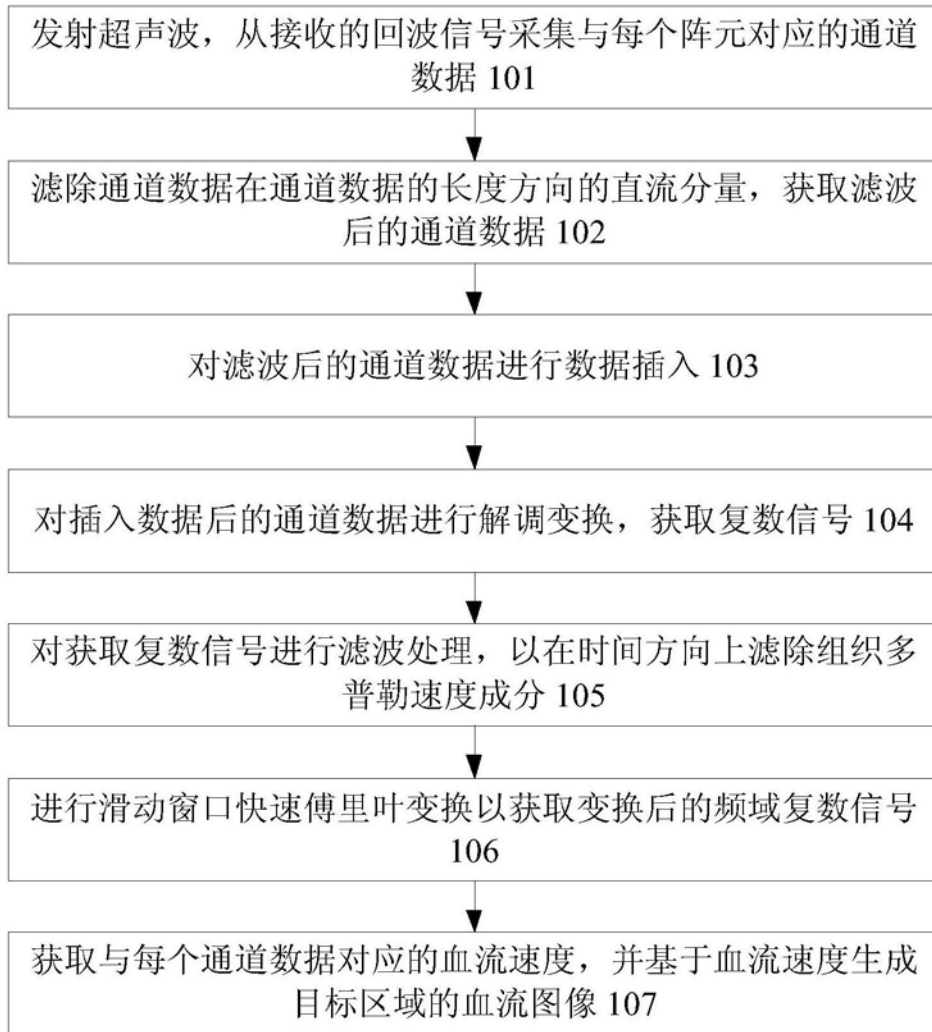 发射超声波，从接收的回波信号采集与每个阵元对应的通道
数据 101
滤除通道数据在通道数据的长度方向的直流分量，获取滤波
后的通道数据 102
对滤波后的通道数据进行数据插入 103
对插入数据后的通道数据进行解调变换，获取复数信号 104
对获取复数信号进行滤波处理，以在时间方向上滤除组织多
普勒速度成分 105
进行滑动窗口快速傅里叶变换以获取变换后的频域复数信号
106
获取与每个通道数据对应的血流速度，并基于血流速度生成
目标区域的血流图像 107